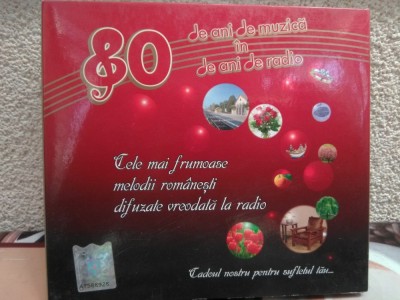 80
de ani de muzică
în
de ani de radio
Cele mai frumoase
melodii românești
difuzate vreodată la radio
Cadoul nostru pentru sufletul tău...